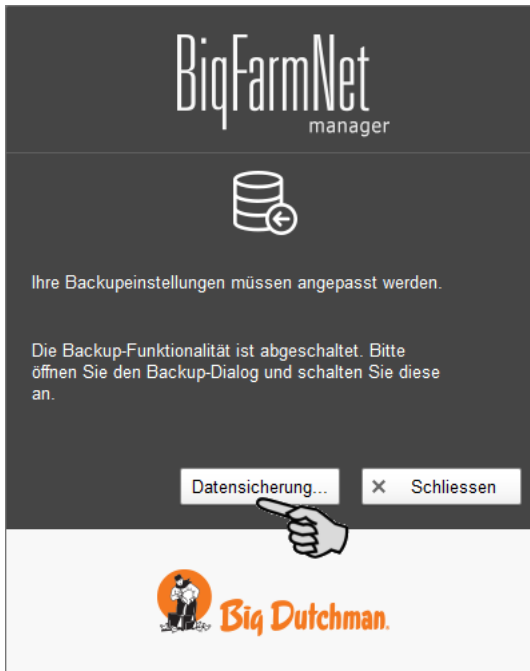 BigFarmNet
manager
Ihre Backupeinstellungen müssen angepasst werden.
Die Backup-Funktionalität ist abgeschaltet. Bitte
öffnen Sie den Backup-Dialog und schalten Sie diese
an.
Datensicherung...
Schliessen
Big Dutchman.